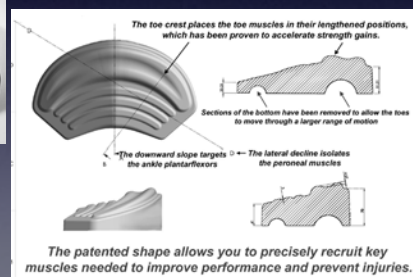 The toe crest places the toe muscles in their lengthened positions,
which has been proven to accelerate strength gains.
Sections of the bottom have been removed to allow the toes
to move through a larger range of motion
The downward slope targets
the ankle plantarflexors
D
The lateral decline isolates
the peroneal muscles
The patented shape allows you to precisely recruit key
muscles needed to improve performance and prevent injuries.